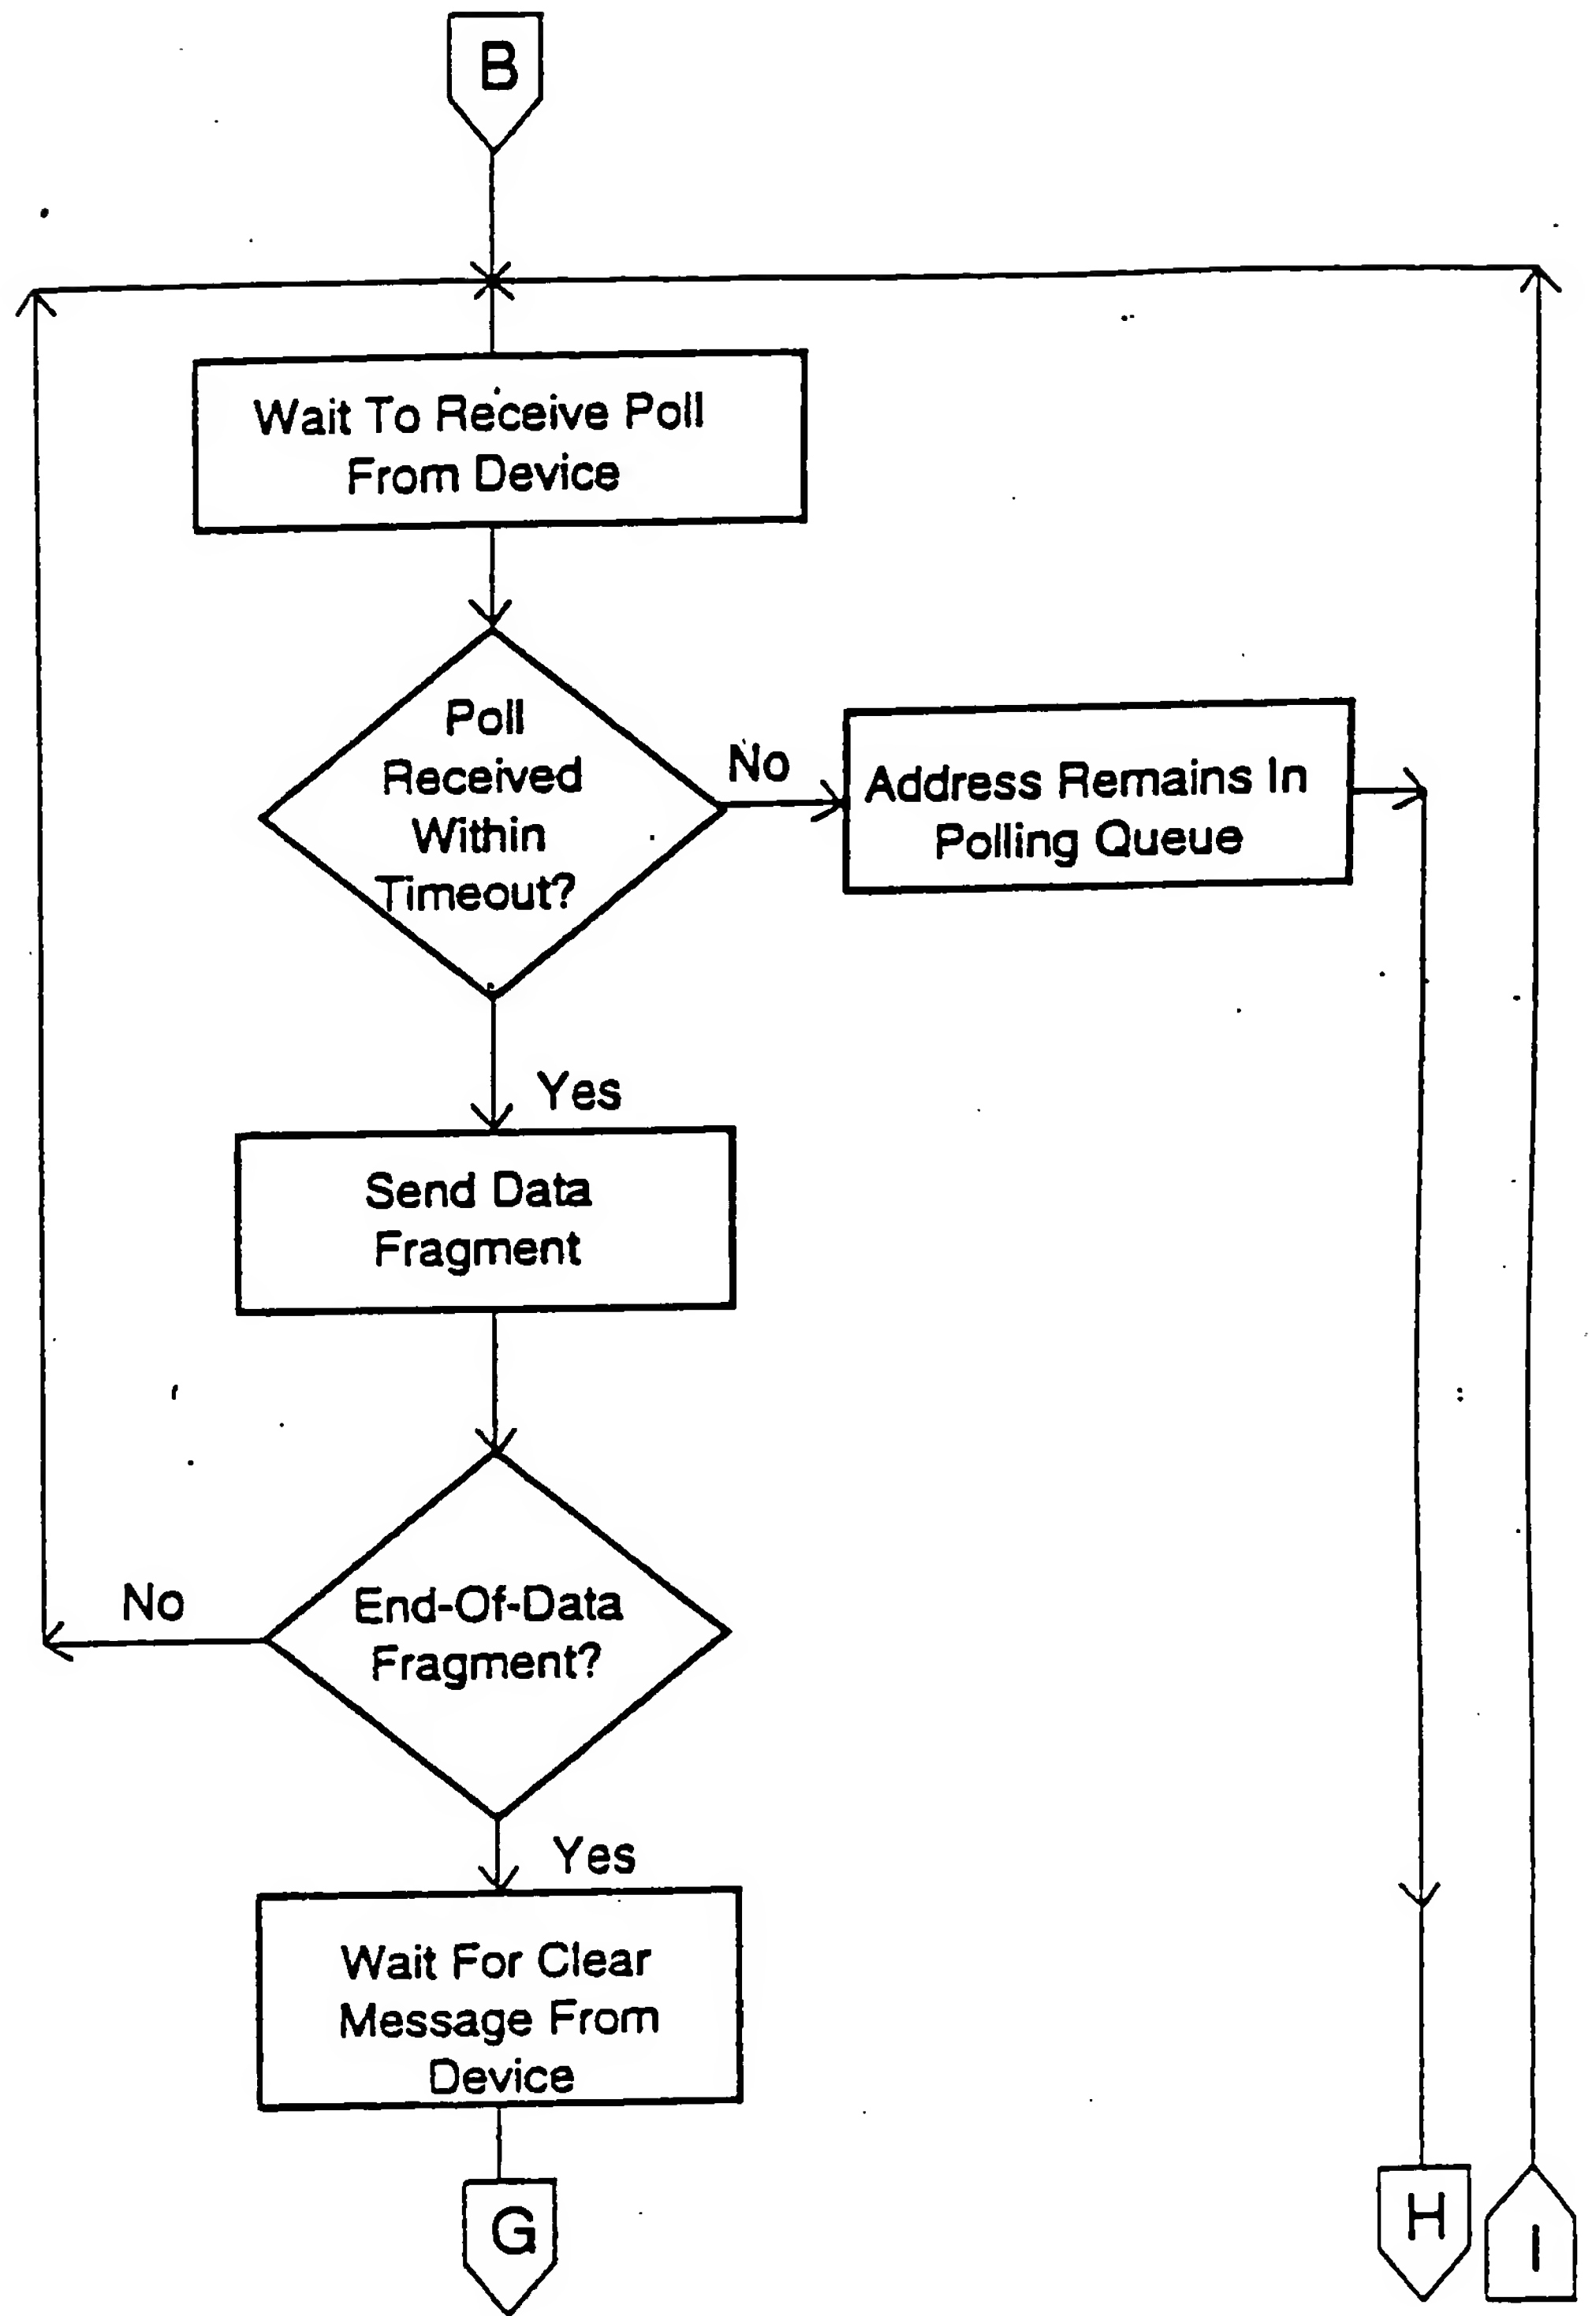 B
Wait To Receive Poll
From Device
Poll
Received
Within
Timeout?
No
Address Remains In
Polling Queue
Yes
Send Data
Fragment
No
End-Of-Data
Fragment?
Yes
Wait For Clear
Message From
Device
G
H
I